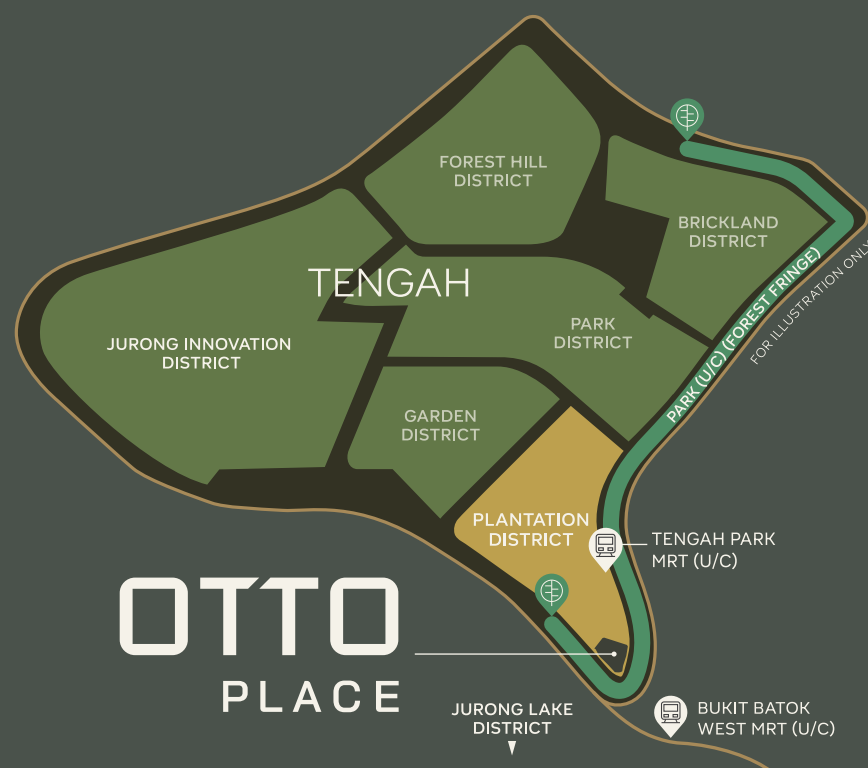 FOREST HILL
DISTRICT
BRICKLAND
DISTRICT
TENGAH
PARK
DISTRICT
JURONG INNOVATION
DISTRICT
PARK (U/C) (FOREST FRINGE)
FOR ILLUSTRATION ONLY
GARDEN
DISTRICT
PLANTATION
DISTRICT
TENGAH PARK
MRT (U/C)
OTTO
PLACE
JURONG LAKE
DISTRICT
BUKIT BATOK
WEST MRT (U/C)